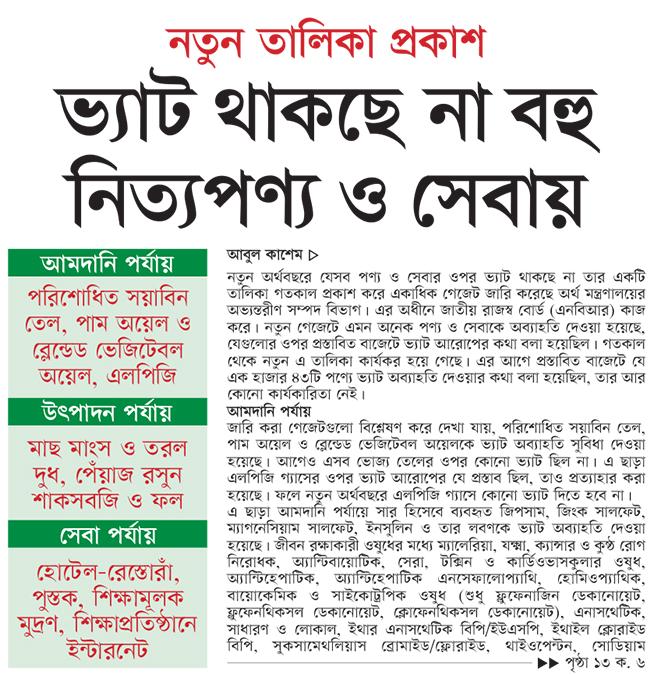 নতুন তালিকা প্রকাশ
ভ্যাট থাকছে না বহু
নিত্যপণ্য ও সেবায়
আমদানি পর্যায়
পরিশোধিত সয়াবিন
তেল, পাম অয়েল ও
ব্লেন্ডেড ভেজিটেবল
অয়েল, এলপিজি
উৎপাদন পর্যায়
মাছ মাংস ও তরল
দুধ, পেঁয়াজ রসুন
শাকসবজি ও ফল
সেবা পর্যায়
হোটেল-রেস্তোরাঁ,
পুস্তক, শিক্ষামূলক
মুদ্রণ, শিক্ষাপ্রতিষ্ঠানে
ইন্টারনেট
আবুল কাশেম ▷
নতুন অর্থবছরে যেসব পণ্য ও সেবার ওপর ভ্যাট থাকছে না তার একটি
তালিকা গতকাল প্রকাশ করে একাধিক গেজেট জারি করেছে অর্থ মন্ত্রণালয়ের
অভ্যন্তরীণ সম্পদ বিভাগ। এর অধীনে জাতীয় রাজস্ব বোর্ড (এনবিআর) কাজ
করে। নতুন গেজেটে এমন অনেক পণ্য ও সেবাকে অব্যাহতি দেওয়া হয়েছে,
যেগুলোর ওপর প্রস্তাবিত বাজেটে ভ্যাট আরোপের কথা বলা হয়েছিল। গতকাল
থেকে নতুন এ তালিকা কার্যকর হয়ে গেছে। এর আগে প্রস্তাবিত বাজেটে যে
এক হাজার ৪৩টি পণ্যে ভ্যাট অব্যাহতি দেওয়ার কথা বলা হয়েছিল, তার আর
কোনো কার্যকারিতা নেই।
আমদানি পর্যায়
জারি করা গেজেটগুলো বিশ্লেষণ করে দেখা যায়, পরিশোধিত সয়াবিন তেল,
পাম অয়েল ও ব্লেন্ডেড ভেজিটেবল অয়েলকে ভ্যাট অব্যাহতি সুবিধা দেওয়া
হয়েছে। আগেও এসব ভোজ্য তেলের ওপর কোনো ভ্যাট ছিল না। এ ছাড়া
এলপিজি গ্যাসের ওপর ভ্যাট আরোপের যে প্রস্তাব ছিল, তাও প্রত্যাহার করা
হয়েছে। ফলে নতুন অর্থবছরে এলপিজি গ্যাসে কোনো ভ্যাট দিতে হবে না।
এ ছাড়া আমদানি পর্যায়ে সার হিসেবে ব্যবহৃত জিপসাম, জিংক সালফেট,
ম্যাগনেসিয়াম সালফেট, ইনসুলিন ও তার লবণকে ভ্যাট অব্যাহতি দেওয়া
হয়েছে। জীবন রক্ষাকারী ওষুধের মধ্যে ম্যালেরিয়া, যক্ষ্মা, ক্যান্সার ও কুষ্ঠ রোগ
নিরোধক, অ্যান্টিবায়োটিক, সেরা, টক্সিন ও কার্ডিওভাসকুলার ওষুধ,
অ্যান্টিহেপাটিক, অ্যান্টিহেপাটিক এনসেফালোপ্যাথি, হোমিওপ্যাথিক,
বায়োকেমিক ও সাইকোট্রপিক ওষুধ (শুধু ফ্লুফেনাজিন ডেকানোয়েট,
ফ্লুফেনথিকসল ডেকানোয়েট, ক্লোফেনথিকসল ডেকানোয়েট), এনাসথেটিক,
সাধারণ ও লোকাল, ইথার এনাসথেটিক বিপি/ইউএসপি, ইথাইল ক্লোরাইড
বিপি, সুকসামেথলিয়াস ব্রোমাইড/ফ্লোরাইড, থাইওপেন্টন, সোডিয়াম
▶▶ পৃষ্ঠা ১৩ ক. ৬